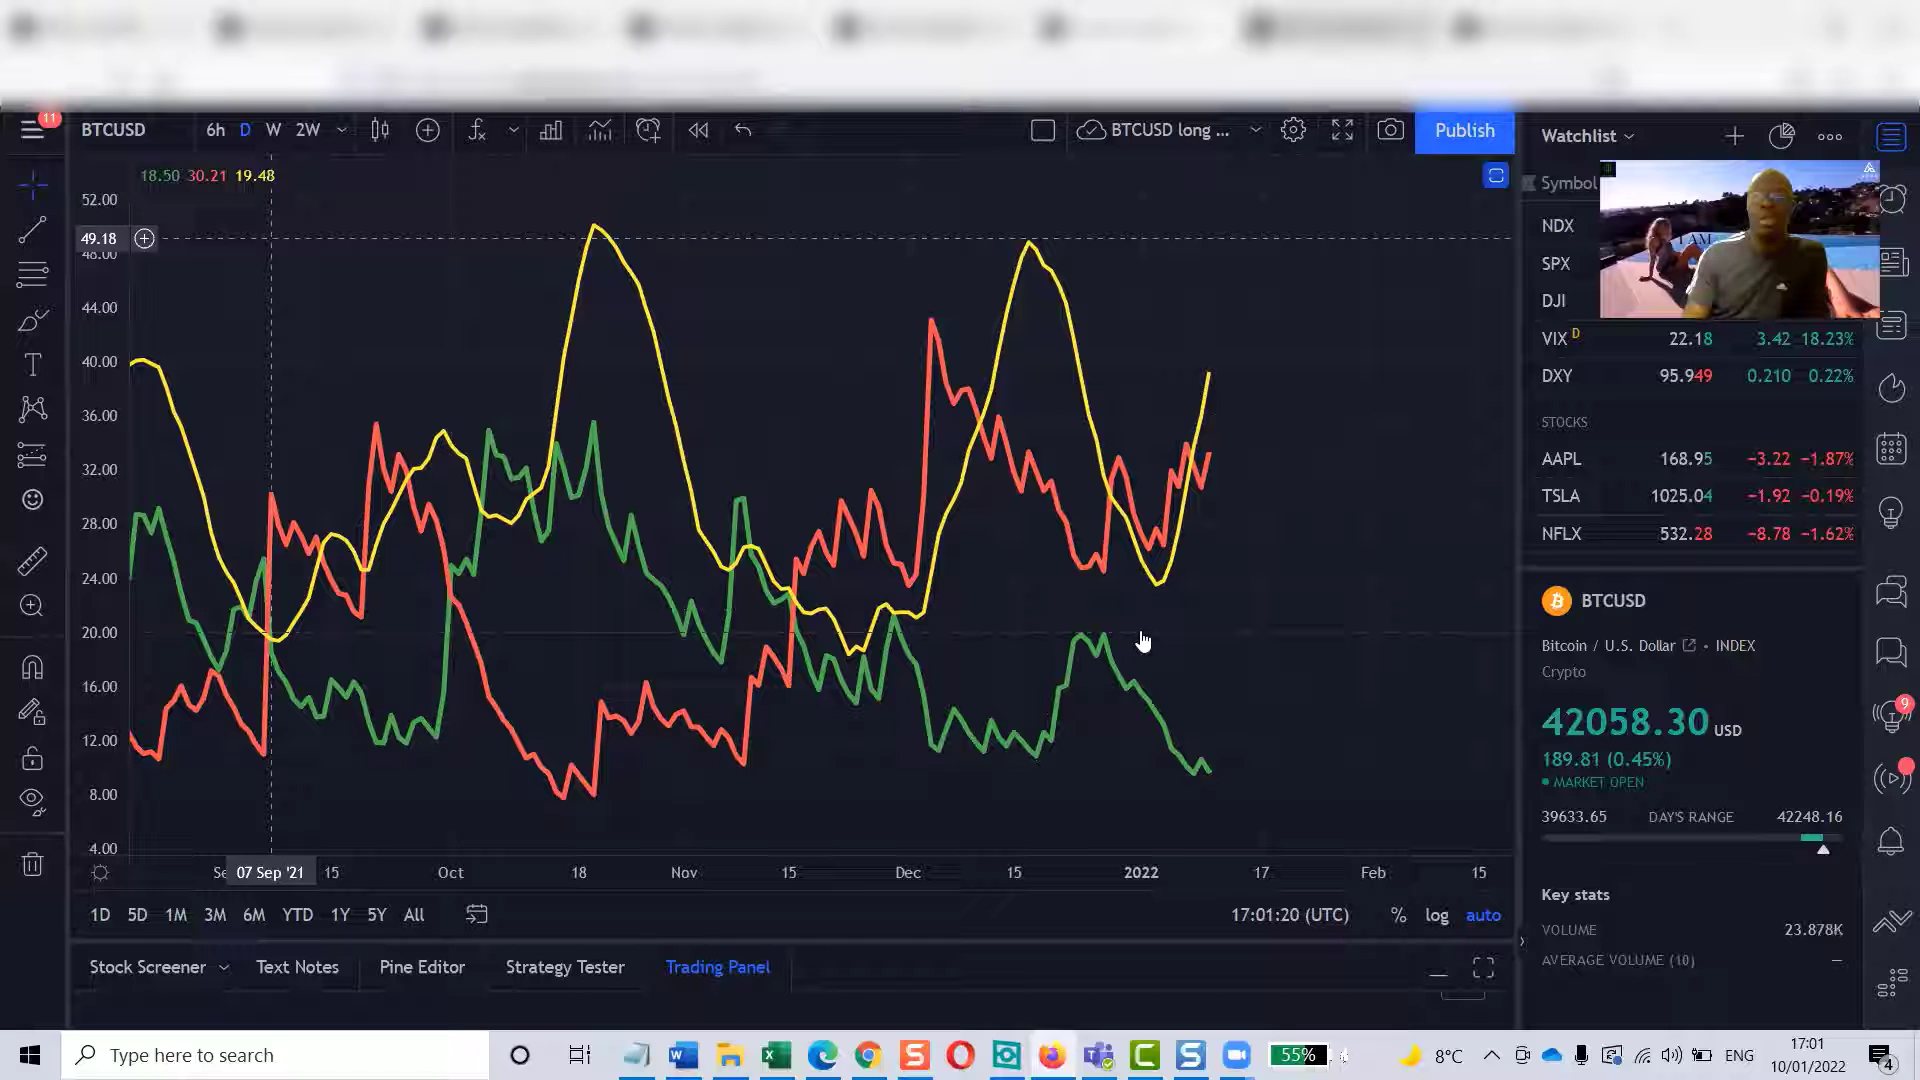 11
BTCUSD
6h D W 2W
BTCUSD long ...
Publish
18.50 30.21 19.48
52.00
49.18
48.00
44.00
40.00
36.00
32.00
28.00
24.00
20.00
16.00
12.00
8.00
4.00
07 Sep '21 15 Oct 18 Nov 15 Dec 15 2022 17 Feb 15
1D 5D 1M 3M 6M YTD 1Y 5Y All
17:01:20 (UTC) % log auto
Stock Screener Text Notes Pine Editor Strategy Tester Trading Panel
Watchlist
Symbol
I AM
NDX
SPX
DJI
VIX D 22.18 3.42 18.23%
DXY 95.949 0.210 0.22%
STOCKS
AAPL 168.95 −3.22 −1.87%
TSLA 1025.04 −1.92 −0.19%
NFLX 532.28 −8.78 −1.62%
BTCUSD
Bitcoin / U.S. Dollar • INDEX
Crypto
42058.30 USD
189.81 (0.45%)
MARKET OPEN
39633.65 DAY'S RANGE 42248.16
Key stats
VOLUME 23.878K
AVERAGE VOLUME (10) —
9
Type here to search
55%
8°C
ENG
17:01
10/01/2022
4